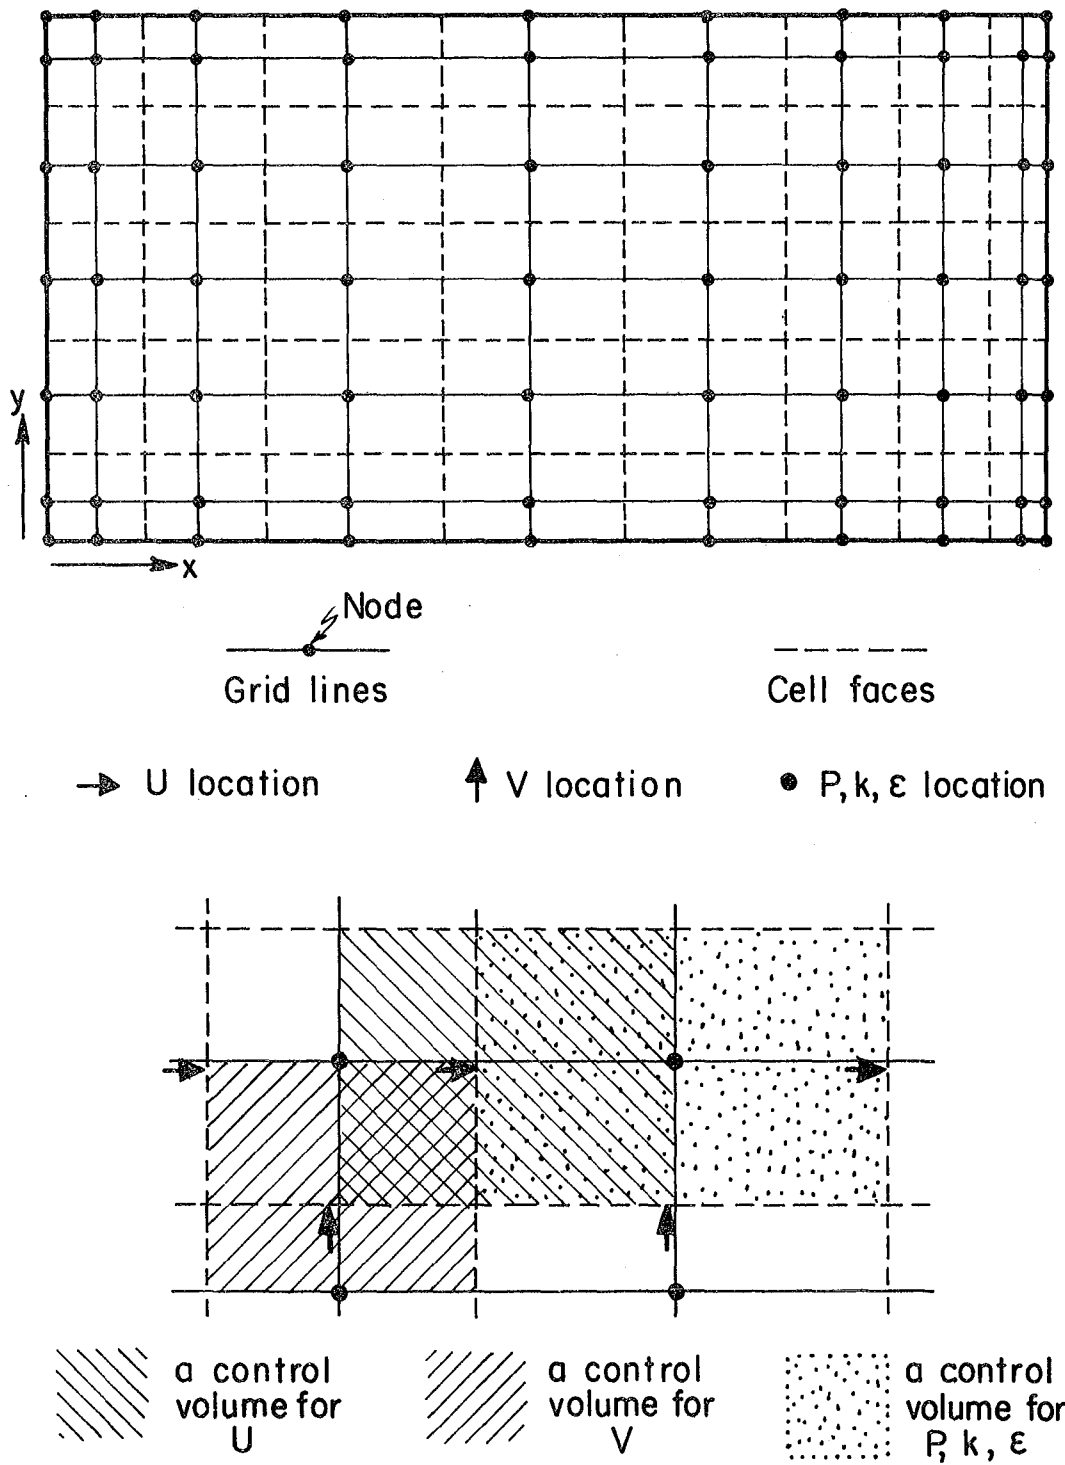 y
x
Node
Grid lines
Cell faces
U location
V location
P, k, ε location
a control
volume for
U
a control
volume for
V
a control
volume for
P, k, ε